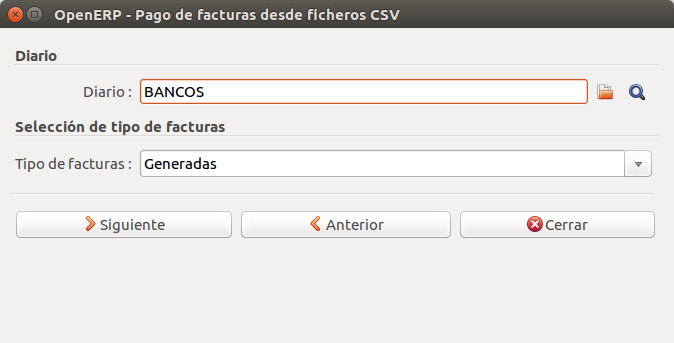 OpenERP - Pago de facturas desde ficheros CSV
Diario
Diario : BANCOS
Selección de tipo de facturas
Tipo de facturas : Generadas
Siguiente Anterior Cerrar